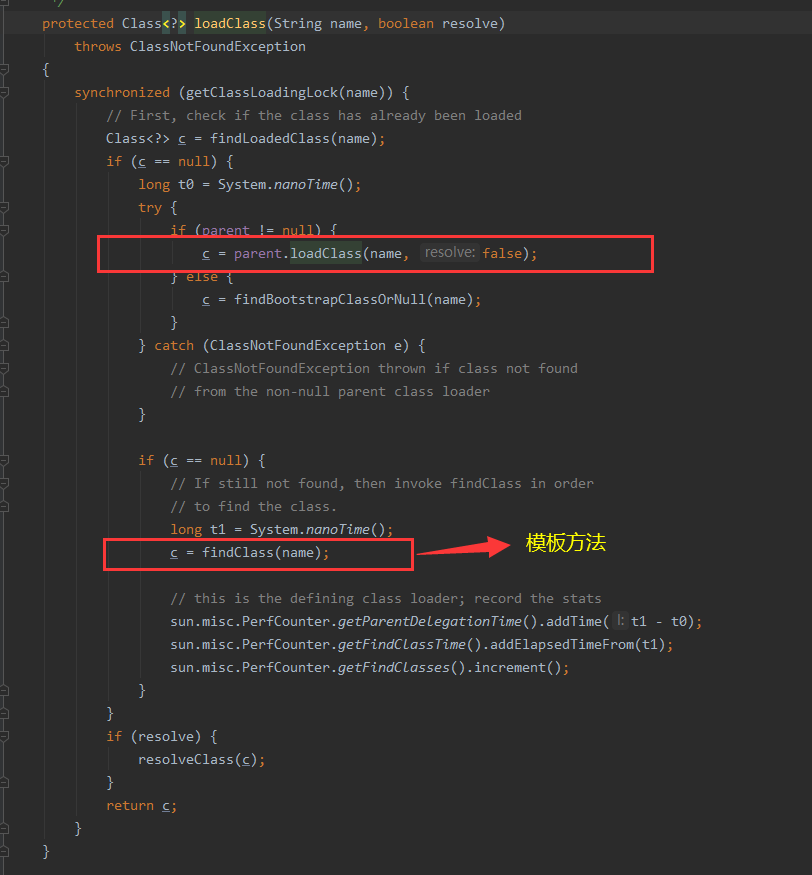 */
protected Class<?> loadClass(String name, boolean resolve)
throws ClassNotFoundException
{
synchronized (getClassLoadingLock(name)) {
// First, check if the class has already been loaded
Class<?> c = findLoadedClass(name);
if (c == null) {
long t0 = System.nanoTime();
try {
if (parent != null) {
c = parent.loadClass(name, resolve: false);
} else {
c = findBootstrapClassOrNull(name);
}
} catch (ClassNotFoundException e) {
// ClassNotFoundException thrown if class not found
// from the non-null parent class loader
}
if (c == null) {
// If still not found, then invoke findClass in order
// to find the class.
long t1 = System.nanoTime();
c = findClass(name); 模板方法
// this is the defining class loader; record the stats
sun.misc.PerfCounter.getParentDelegationTime().addTime( l: t1 - t0);
sun.misc.PerfCounter.getFindClassTime().addElapsedTimeFrom(t1);
sun.misc.PerfCounter.getFindClasses().increment();
}
}
if (resolve) {
resolveClass(c);
}
return c;
}
}